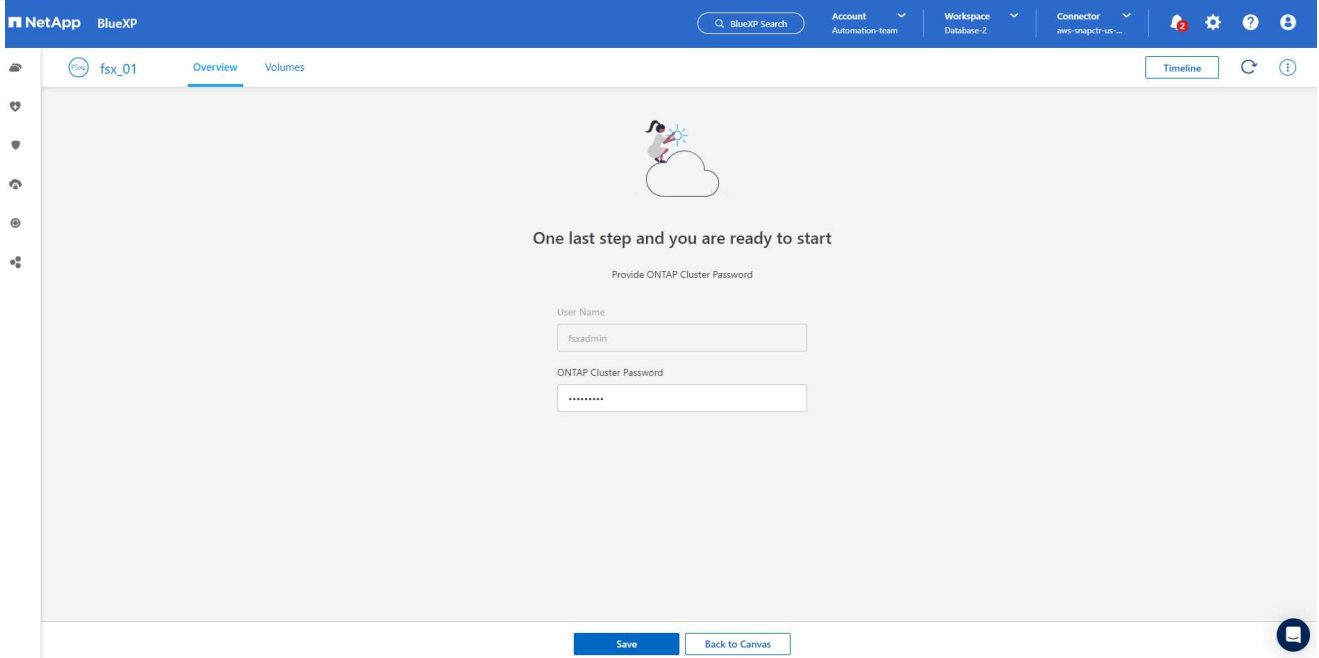 NetApp BlueXP
BlueXP Search
Account
Automation-team
Workspace
Database-2
Connector
aws-snapctr-us-...
2
fsx_01
Overview
Volumes
Timeline
One last step and you are ready to start
Provide ONTAP Cluster Password
User Name
fsxadmin
ONTAP Cluster Password
•••••••••
Save
Back to Canvas